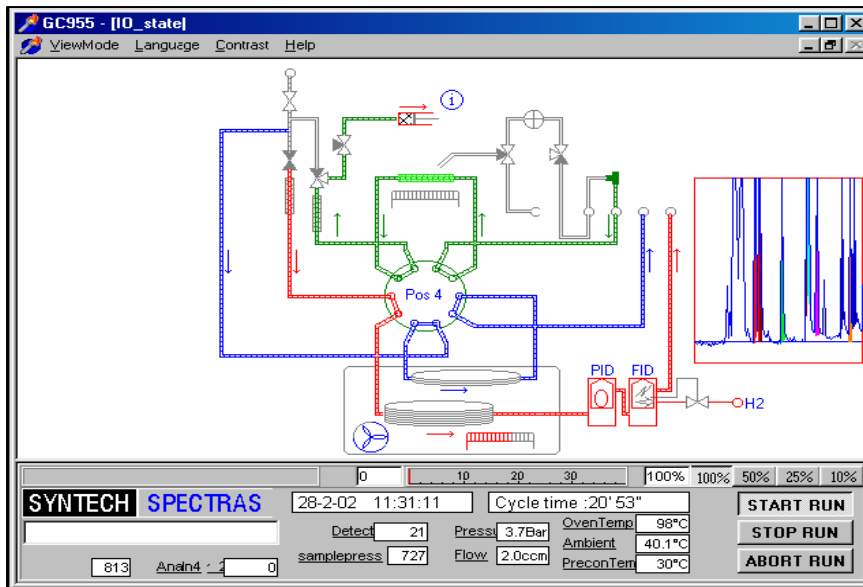 GC955 - [IO_state]
ViewMode Language Contrast Help
i
Pos 4
PID FID
H2
0 10 20 30 100% 100% 50% 25% 10%
SYNTECH SPECTRAS 28-2-02 11:31:11 Cycle time :20' 53" START RUN
Detect 21 Pressu 3.7Bar OvenTemp 98°C STOP RUN
samplepress 727 Flow 2.0ccm Ambient 40.1°C
813 Anain4 0 PreconTem 30°C ABORT RUN